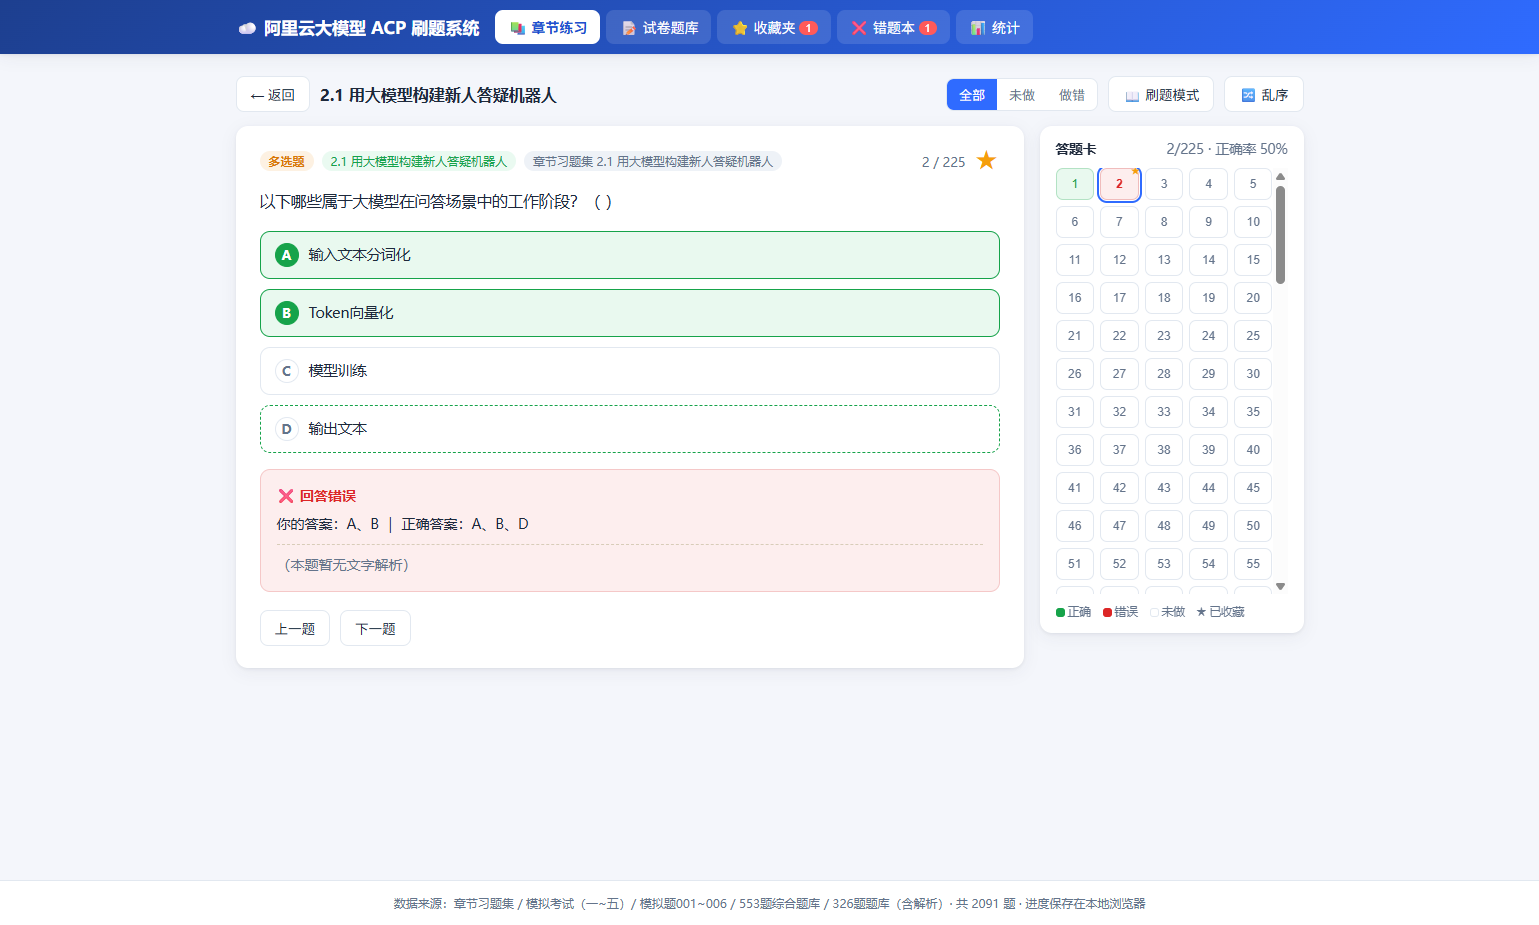 阿里云大模型 ACP 刷题系统 章节练习 试卷题库 收藏夹 1 错题本 1 统计
←返回 2.1 用大模型构建新人答疑机器人 全部 未做 做错 刷题模式 乱序
多选题 2.1 用大模型构建新人答疑机器人 章节习题集 2.1 用大模型构建新人答疑机器人 2 / 225 ★
以下哪些属于大模型在问答场景中的工作阶段？（ ）
A 输入文本分词化
B Token向量化
C 模型训练
D 输出文本
回答错误
你的答案：A、B | 正确答案：A、B、D
（本题暂无文字解析）
上一题 下一题
答题卡 2/225 · 正确率 50%
1 2 3 4 5
6 7 8 9 10
11 12 13 14 15
16 17 18 19 20
21 22 23 24 25
26 27 28 29 30
31 32 33 34 35
36 37 38 39 40
41 42 43 44 45
46 47 48 49 50
51 52 53 54 55
正确 错误 未做 ★ 已收藏
数据来源：章节习题集 / 模拟考试（一~五）/ 模拟题001~006 / 553题综合题库 / 326题题库（含解析）· 共 2091 题 · 进度保存在本地浏览器